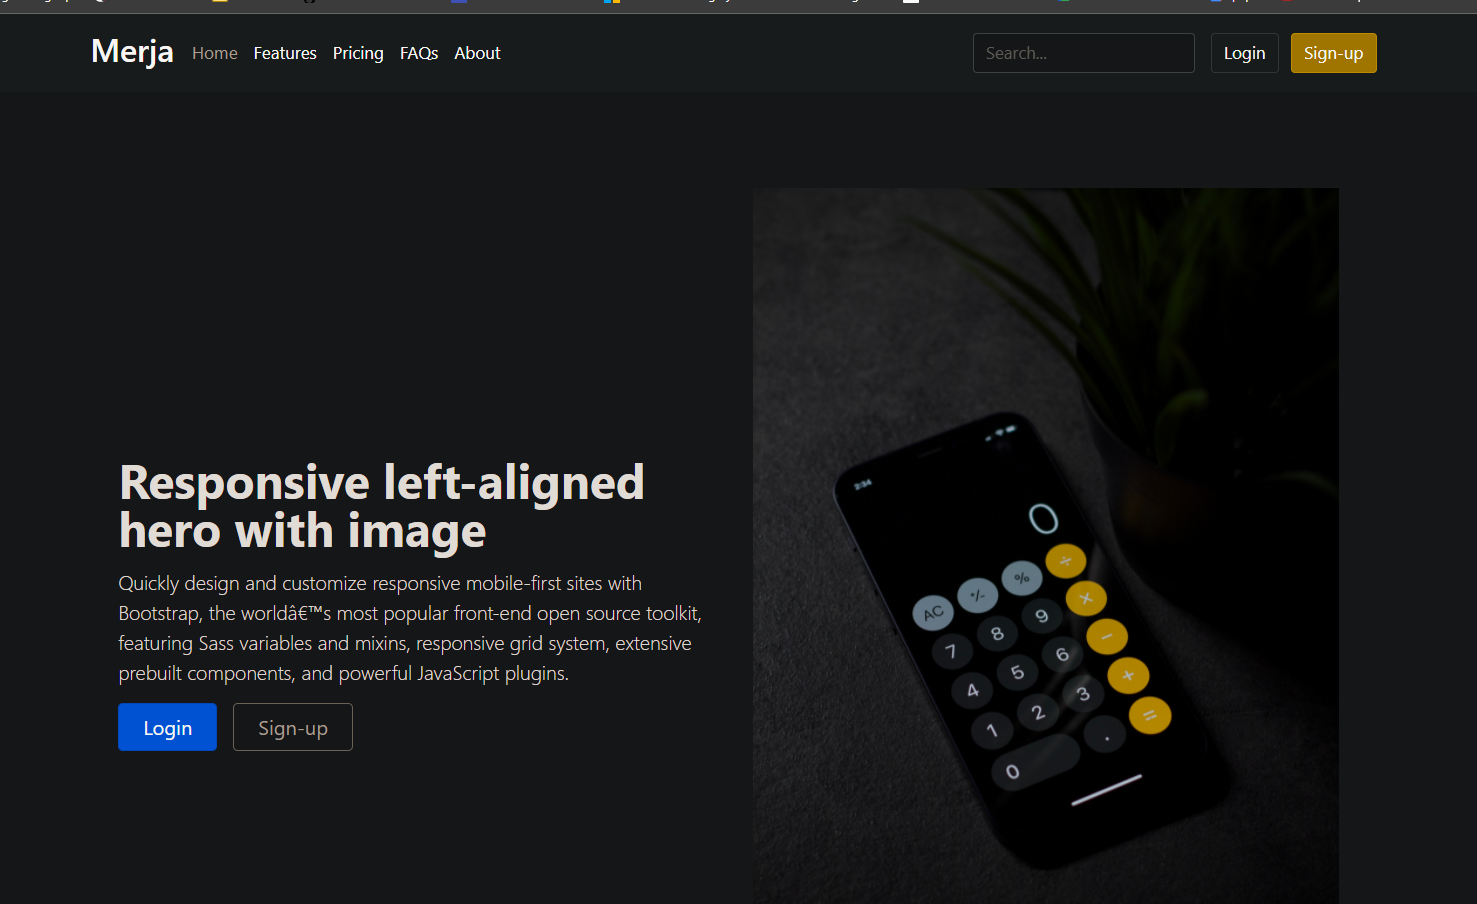 Merja Home Features Pricing FAQs About Search... Login Sign-up
Responsive left-aligned
hero with image
Quickly design and customize responsive mobile-first sites with
Bootstrap, the worldâ€™s most popular front-end open source toolkit,
featuring Sass variables and mixins, responsive grid system, extensive
prebuilt components, and powerful JavaScript plugins.
Login Sign-up
2:34
0
AC +/- % ÷
7 8 9 ×
4 5 6 −
1 2 3 +
0 . =